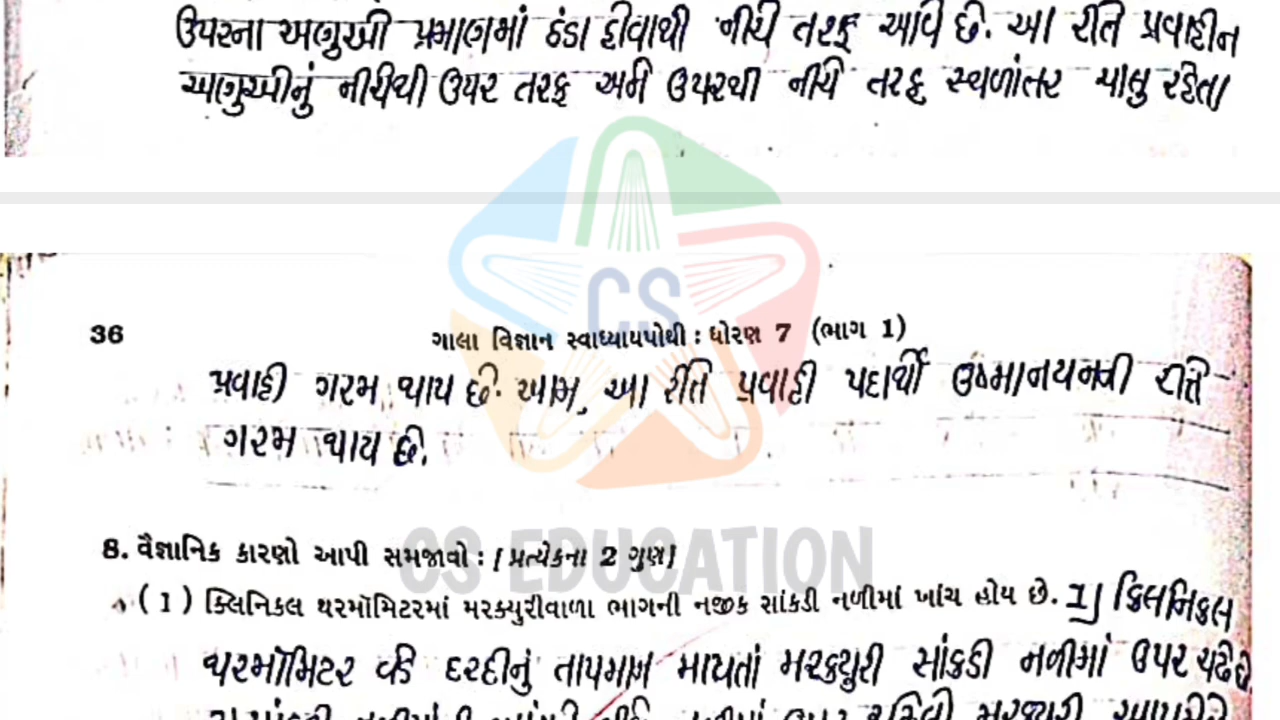 ઉપરના અણુઓ પ્રમાણમાં ઠંડા હોવાથી નીચે તરફ આવે છે. આ રીતે પ્રવાહીન
અણુઓનું નીચેથી ઉપર તરફ અને ઉપરથી નીચે તરફ સ્થળાંતર ચાલુ રહેતા
CS
36
ગાલા વિજ્ઞાન સ્વાધ્યાયપોથી : ધોરણ 7 (ભાગ 1)
પ્રવાહી ગરમ થાય છે. આમ, આ રીતે પ્રવાહી પદાર્થો ઉષ્માનયનની રીતે
ગરમ થાય છે.
8. વૈજ્ઞાનિક કારણો આપી સમજાવો : [પ્રત્યેકના 2 ગુણ]
CS EDUCATION
(1) ક્લિનિકલ થરમૉમિટરમાં મરક્યુરીવાળા ભાગની નજીક સાંકડી નળીમાં ખાંચ હોય છે. 1] ક્લિનિકલ
થરમૉમિટર વડે દરદીનું તાપમાન માપતાં મરક્યુરી સાંકડી નળીમાં ઉપર ચઢે છે